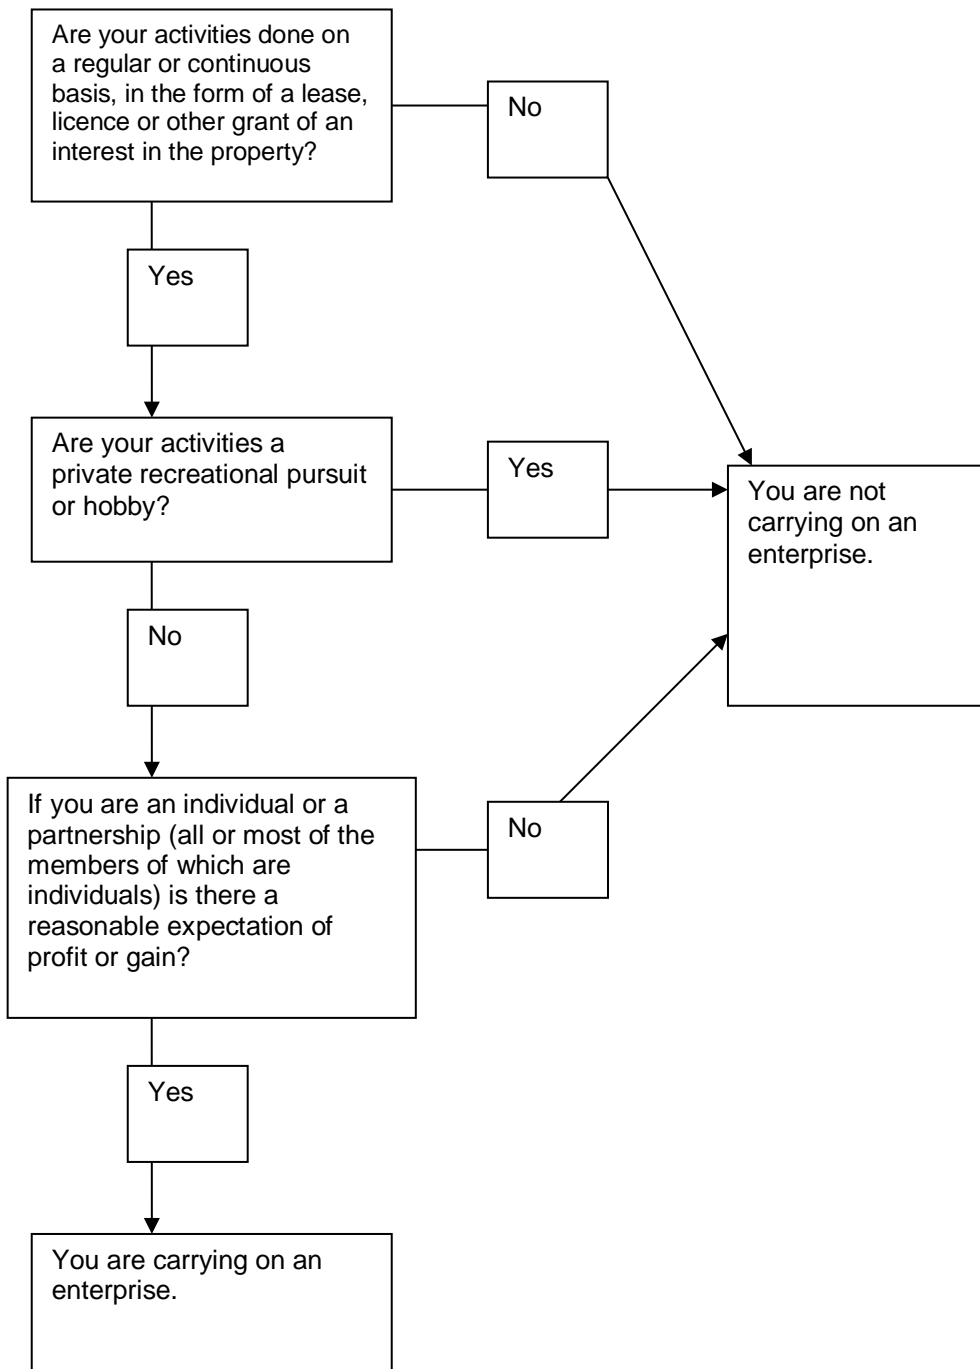 Are your activities done on
a regular or continuous
basis, in the form of a lease,
licence or other grant of an
interest in the property?
No
Yes
Are your activities a
private recreational pursuit
or hobby?
Yes
You are not
carrying on an
enterprise.
No
If you are an individual or a
partnership (all or most of the
members of which are
individuals) is there a
reasonable expectation of
profit or gain?
No
Yes
You are carrying on an
enterprise.